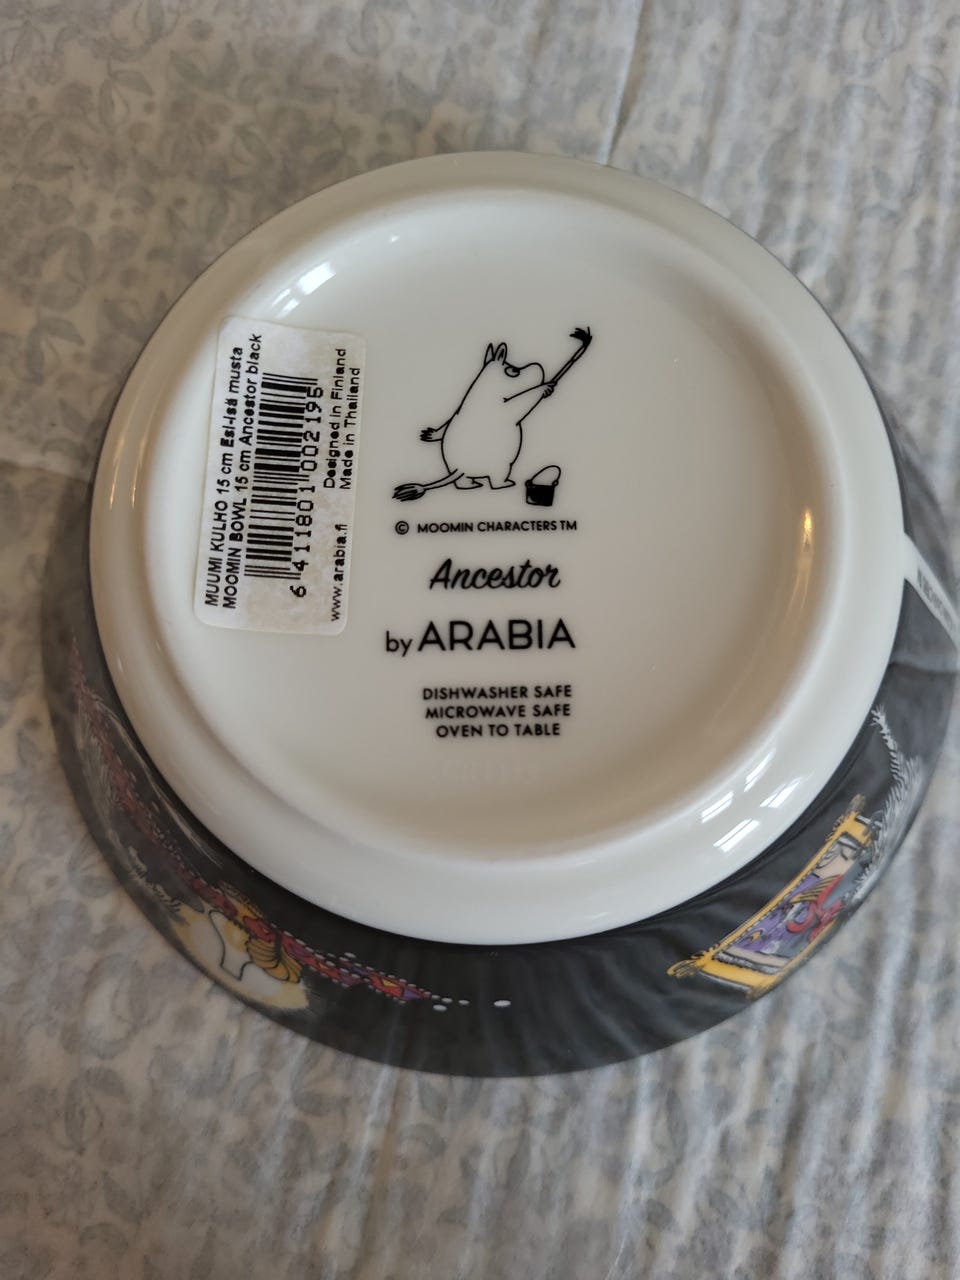 MUUMI KULHO 15 cm Esi-isä musta
MOOMIN BOWL 15 cm Ancestor black
6 411801 002195
Designed in Finland
www.arabia.fi Made in Thailand
© MOOMIN CHARACTERS TM
Ancestor
by ARABIA
DISHWASHER SAFE
MICROWAVE SAFE
OVEN TO TABLE